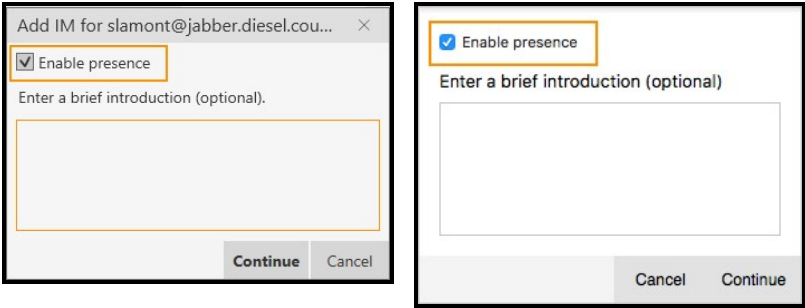 Add IM for slamont@jabber.diesel.cou...
Enable presence
Enter a brief introduction (optional).
Continue Cancel
Enable presence
Enter a brief introduction (optional)
Cancel Continue